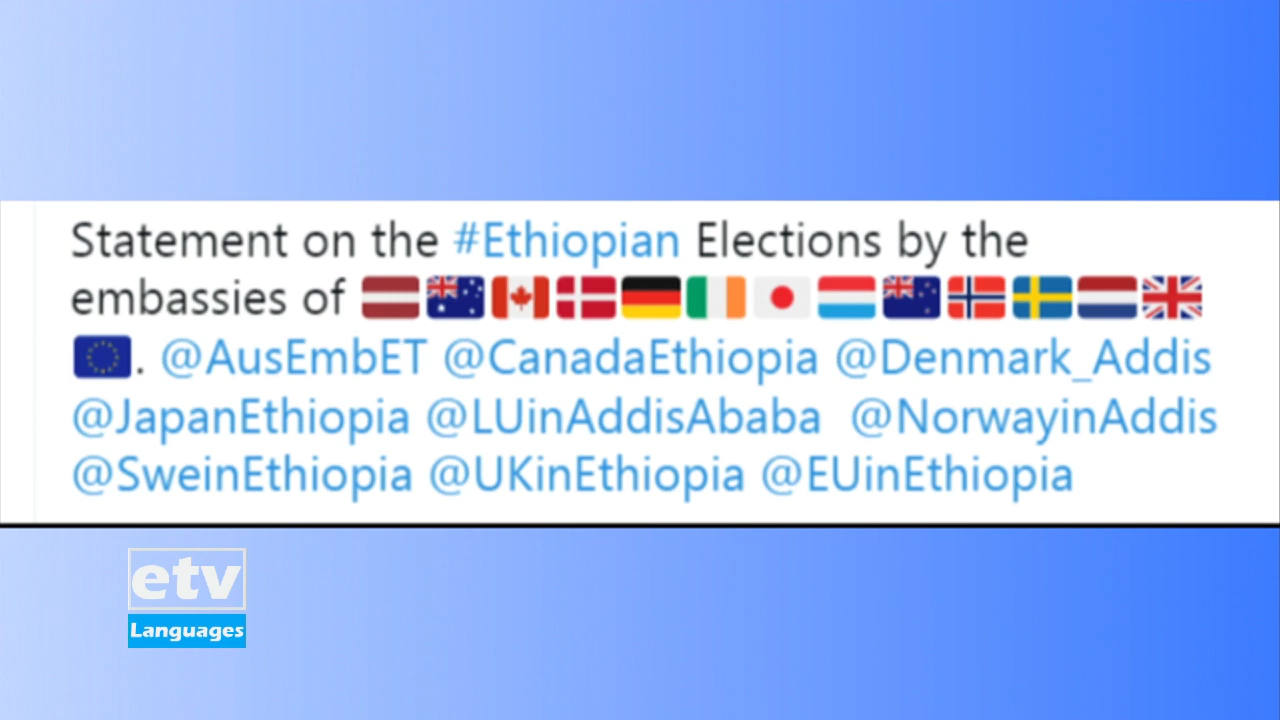 Statement on the #Ethiopian Elections by the
embassies of 🇱🇻🇦🇺🇨🇦🇩🇰🇩🇪🇮🇪🇯🇵🇱🇺🇳🇿🇳🇴🇸🇪🇳🇱🇬🇧
🇪🇺. @AusEmbET @CanadaEthiopia @Denmark_Addis
@JapanEthiopia @LUinAddisAbaba @NorwayinAddis
@SweinEthiopia @UKinEthiopia @EUinEthiopia
etv
Languages